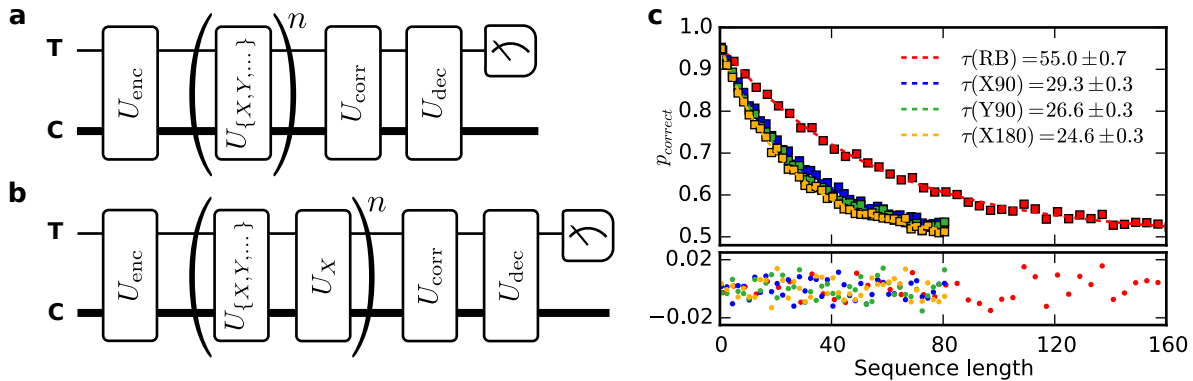 a
T
C
U_enc
( U_{X,Y,...} )^n
U_corr
U_dec
b
T
C
U_enc
( U_{X,Y,...}
U_X )^n
U_corr
U_dec
c
p_correct
1.0
0.9
0.8
0.7
0.6
0.5
τ(RB) = 55.0 ± 0.7
τ(X90) = 29.3 ± 0.3
τ(Y90) = 26.6 ± 0.3
τ(X180) = 24.6 ± 0.3
0.02
−0.02
0 40 80 120 160
Sequence length